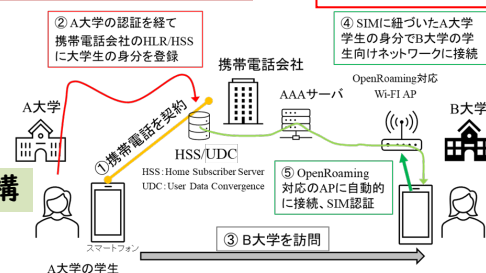 ② A大学の認証を経て
携帯電話会社のHLR/HSS
に大学生の身分を登録
④ SIMに紐づいたA大学
学生の身分でB大学の学
生向けネットワークに接続
携帯電話会社
OpenRoaming対応
Wi-FI AP
A大学
AAAサーバ
B大学
①携帯電話を契約
HSS/UDC
HSS：Home Subscriber Server
UDC：User Data Convergence
⑤ OpenRoaming
対応のAPに自動的
に接続、SIM認証
構
スマートフォン
③ B大学を訪問
A大学の学生